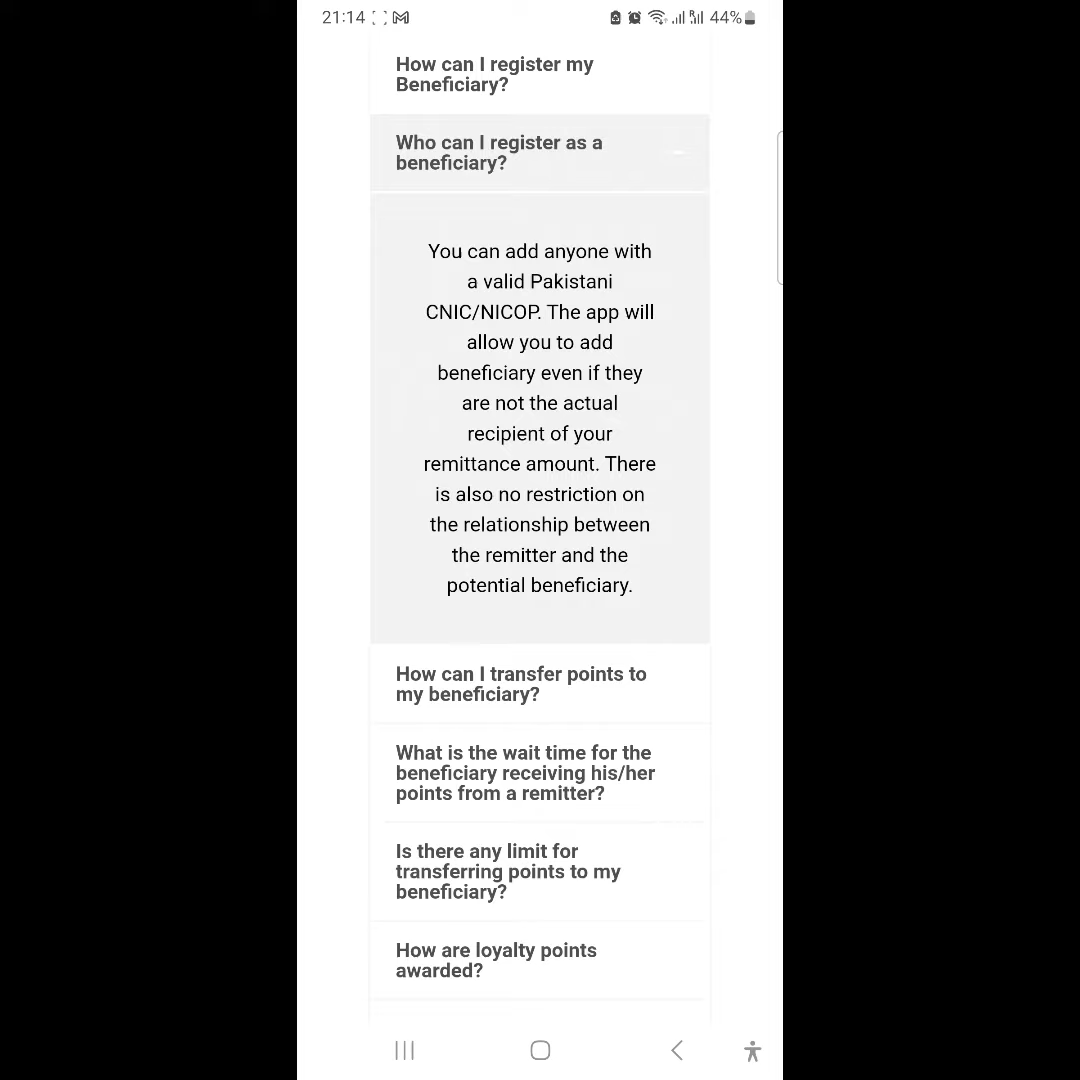 21:14 44%
How can I register my
Beneficiary?
Who can I register as a
beneficiary?
You can add anyone with
a valid Pakistani
CNIC/NICOP. The app will
allow you to add
beneficiary even if they
are not the actual
recipient of your
remittance amount. There
is also no restriction on
the relationship between
the remitter and the
potential beneficiary.
How can I transfer points to
my beneficiary?
What is the wait time for the
beneficiary receiving his/her
points from a remitter?
Is there any limit for
transferring points to my
beneficiary?
How are loyalty points
awarded?